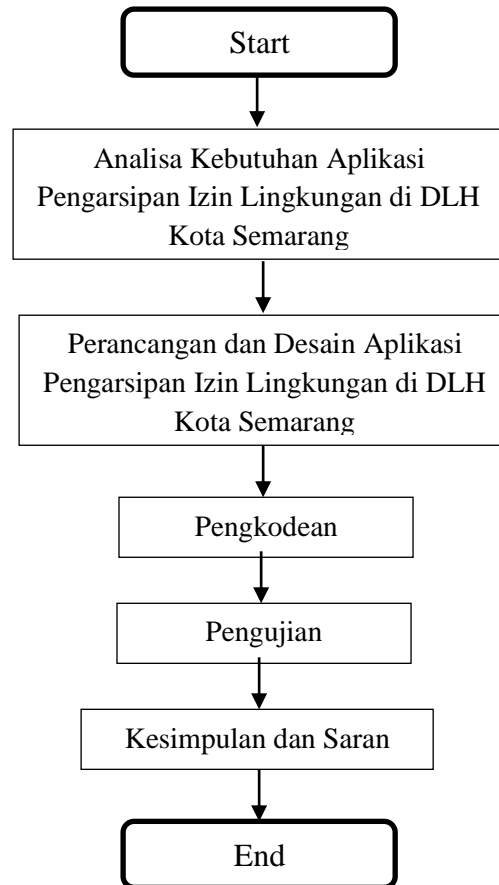 Start
Analisa Kebutuhan Aplikasi
Pengarsipan Izin Lingkungan di DLH
Kota Semarang
Perancangan dan Desain Aplikasi
Pengarsipan Izin Lingkungan di DLH
Kota Semarang
Pengkodean
Pengujian
Kesimpulan dan Saran
End